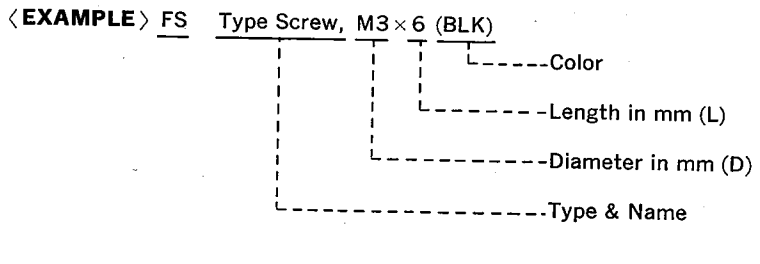 〈EXAMPLE〉 FS Type Screw, M3 × 6 (BLK)
Color
Length in mm (L)
Diameter in mm (D)
Type & Name